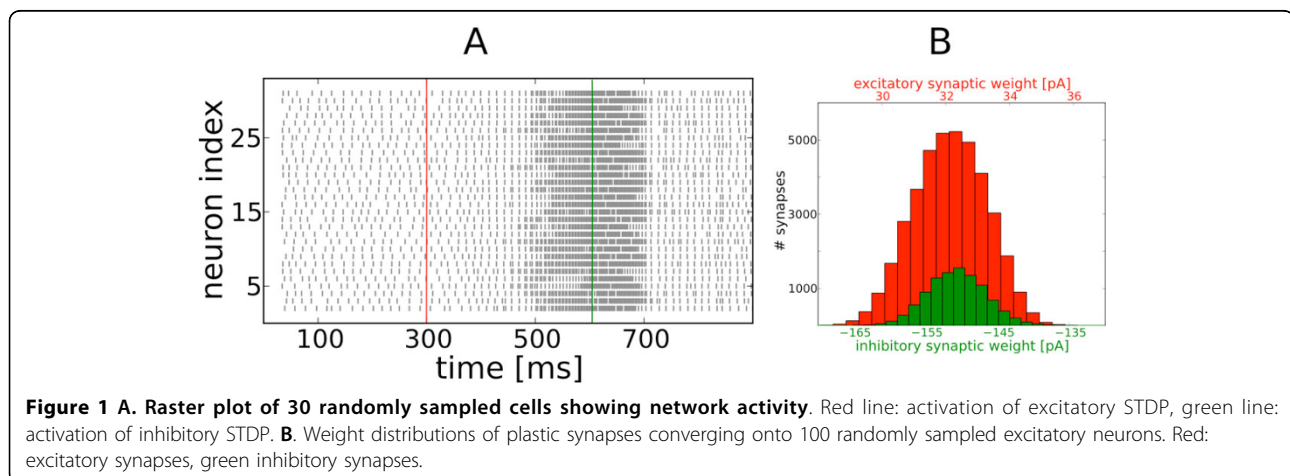 A
B
25
15
5
neuron index
100 300 500 700
time [ms]
excitatory synaptic weight [pA]
30 32 34 36
5000
3000
1000
# synapses
−165 −155 −145 −135
inhibitory synaptic weight [pA]
Figure 1 A. Raster plot of 30 randomly sampled cells showing network activity. Red line: activation of excitatory STDP, green line:
activation of inhibitory STDP. B. Weight distributions of plastic synapses converging onto 100 randomly sampled excitatory neurons. Red:
excitatory synapses, green inhibitory synapses.